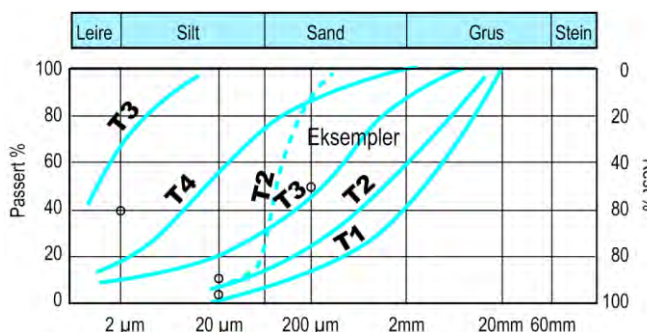 Leire Silt Sand Grus Stein
100 0
80 T3 20
Eksempler
60 T4 T2 T3 T2 40
40 60
T1
20 80
0 100
Passert %
2 µm 20 µm 200 µm 2mm 20mm 60mm